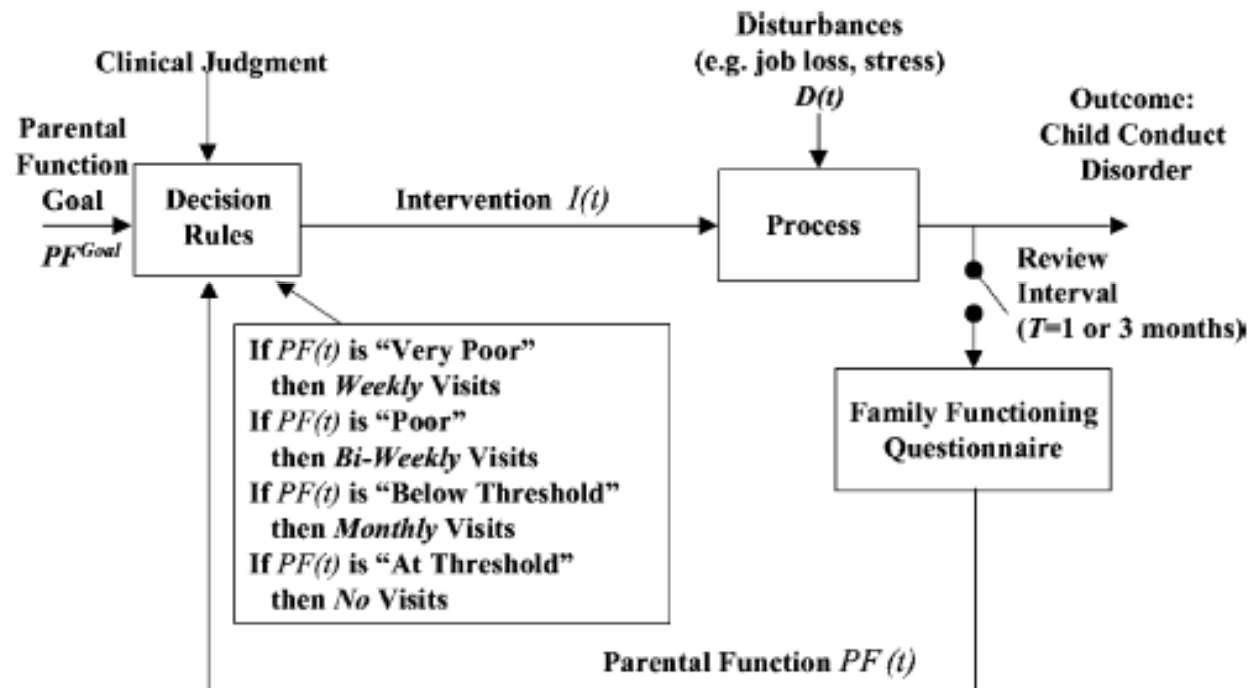 Clinical Judgment
Disturbances
(e.g. job loss, stress)
D(t)
Parental
Function
Goal
PF^Goal
Decision
Rules
Intervention I(t)
Process
Outcome:
Child Conduct
Disorder
Review
Interval
(T=1 or 3 months)
If PF(t) is “Very Poor”
then Weekly Visits
If PF(t) is “Poor”
then Bi-Weekly Visits
If PF(t) is “Below Threshold”
then Monthly Visits
If PF(t) is “At Threshold”
then No Visits
Family Functioning
Questionnaire
Parental Function PF (t)